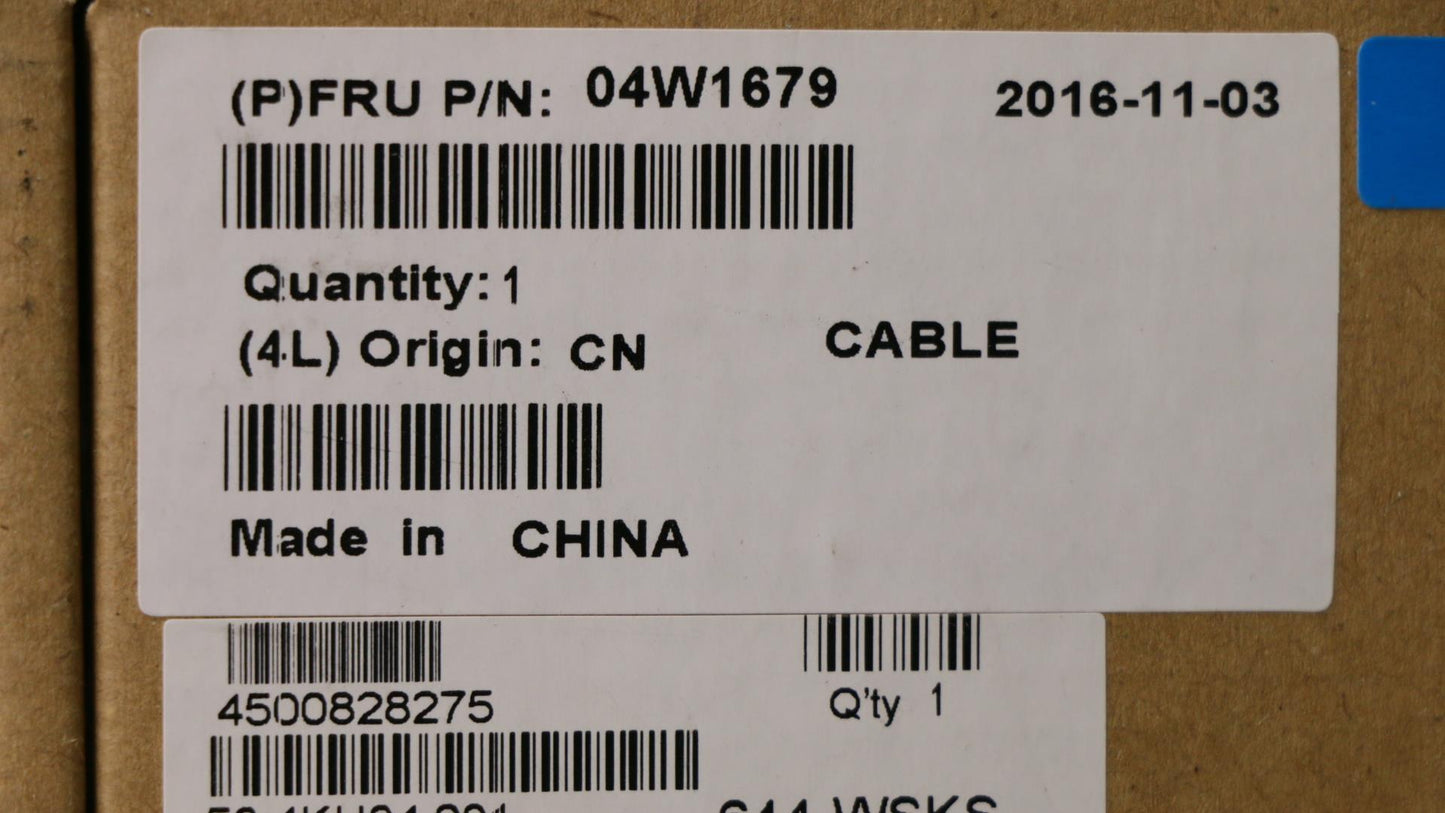 (P)FRU P/N: 04W1679 2016-11-03
Quantity: 1
(4L) Origin: CN CABLE
Made in CHINA
4500828275
Q'ty 1